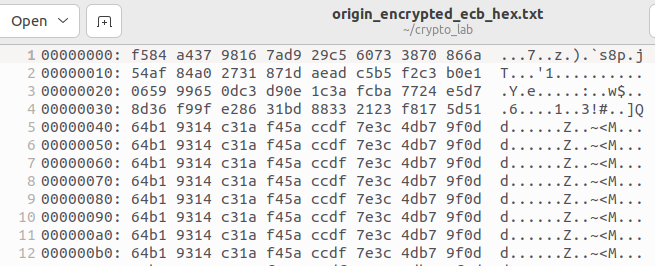 Open
origin_encrypted_ecb_hex.txt
~/crypto_lab
1 00000000: f584 a437 9816 7ad9 29c5 6073 3870 866a ...7..z.).`s8p.j
2 00000010: 54af 84a0 2731 871d aead c5b5 f2c3 b0e1 T...'1..........
3 00000020: 0659 9965 0dc3 d90e 1c3a fcba 7724 e5d7 .Y.e.....:..w$..
4 00000030: 8d36 f99f e286 31bd 8833 2123 f817 5d51 .6....1..3!#..]Q
5 00000040: 64b1 9314 c31a f45a ccdf 7e3c 4db7 9f0d d......Z..~<M...
6 00000050: 64b1 9314 c31a f45a ccdf 7e3c 4db7 9f0d d......Z..~<M...
7 00000060: 64b1 9314 c31a f45a ccdf 7e3c 4db7 9f0d d......Z..~<M...
8 00000070: 64b1 9314 c31a f45a ccdf 7e3c 4db7 9f0d d......Z..~<M...
9 00000080: 64b1 9314 c31a f45a ccdf 7e3c 4db7 9f0d d......Z..~<M...
10 00000090: 64b1 9314 c31a f45a ccdf 7e3c 4db7 9f0d d......Z..~<M...
11 000000a0: 64b1 9314 c31a f45a ccdf 7e3c 4db7 9f0d d......Z..~<M...
12 000000b0: 64b1 9314 c31a f45a ccdf 7e3c 4db7 9f0d d......Z..~<M...